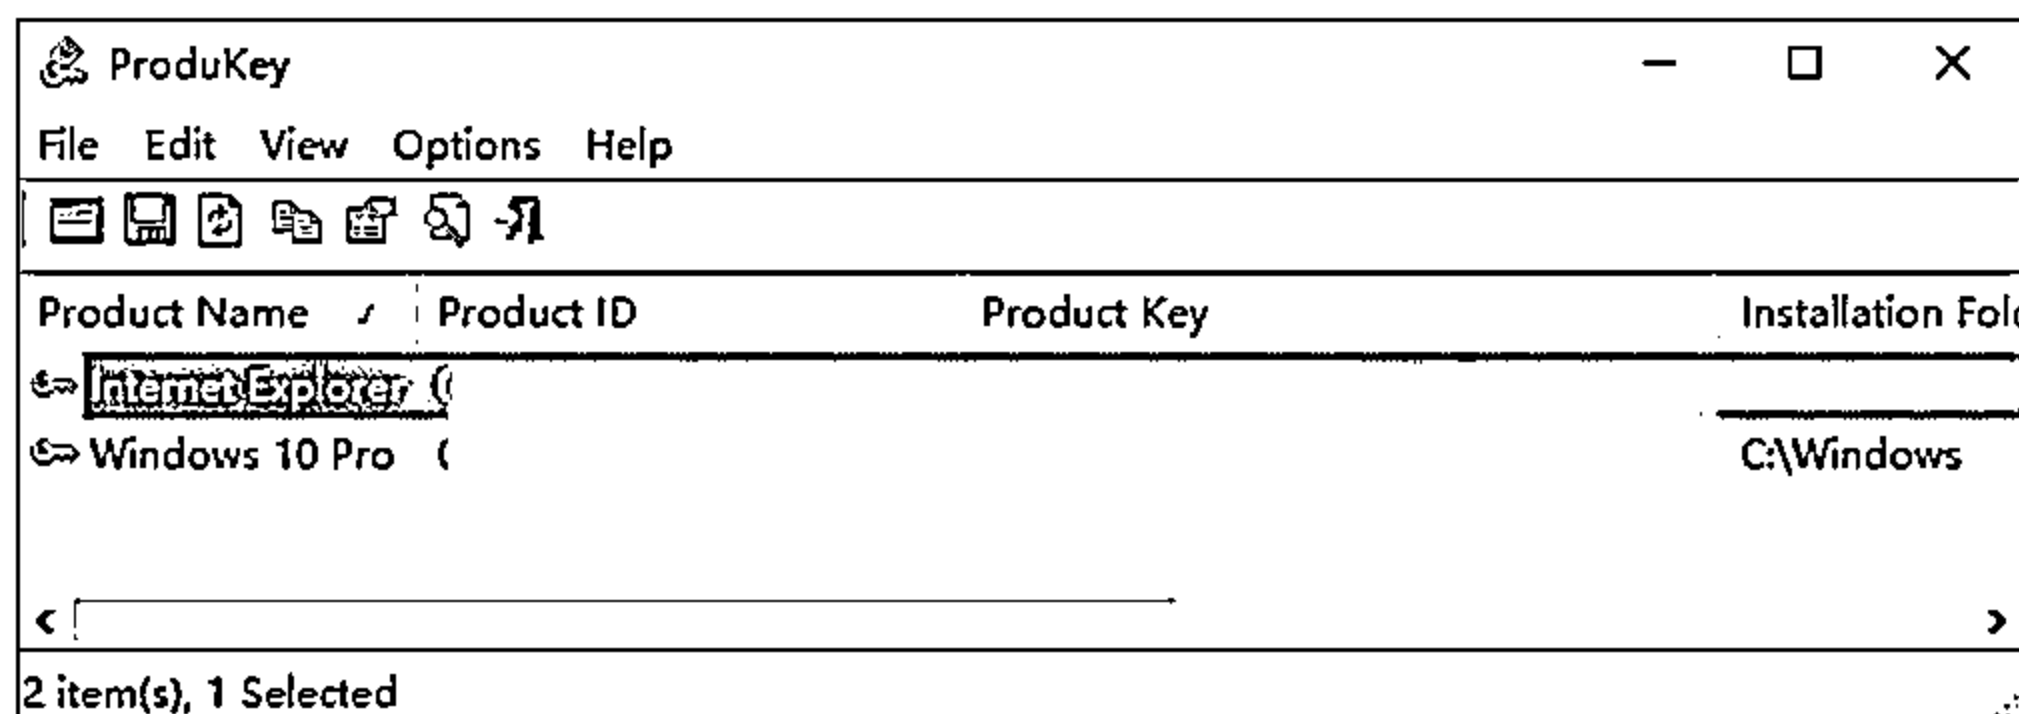 ProduKey
File Edit View Options Help
Product Name Product ID Product Key Installation Fol
Internet Explorer (
Windows 10 Pro ( C:\Windows
2 item(s), 1 Selected